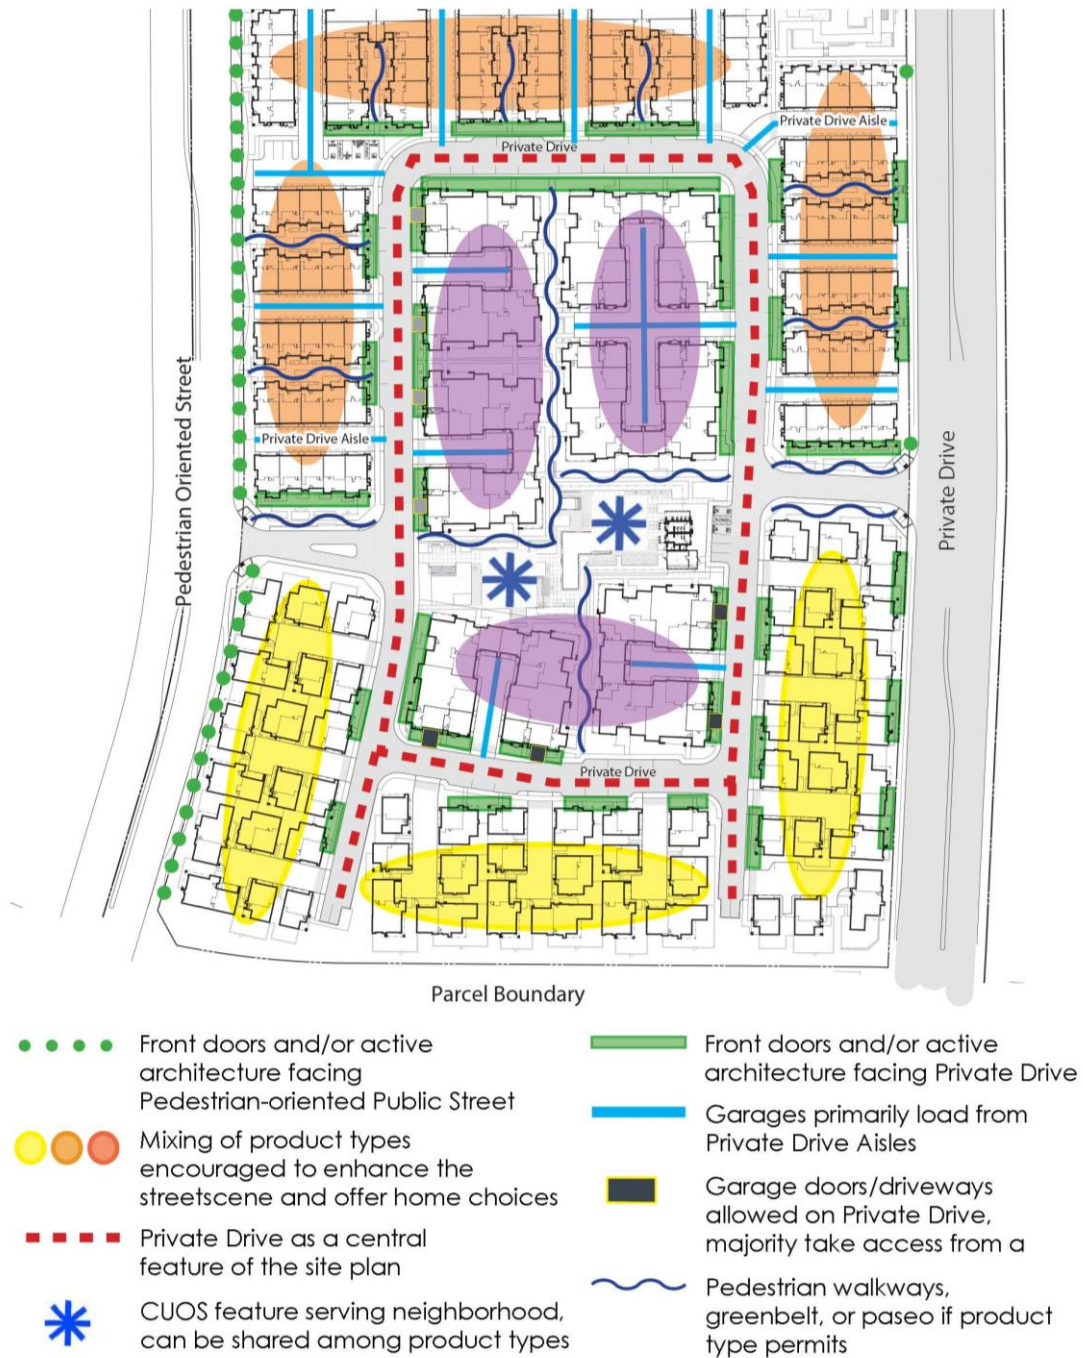 Private Drive
Private Drive Aisle
Pedestrian Oriented Street
Private Drive Aisle
Private Drive
Private Drive
Parcel Boundary
Front doors and/or active
architecture facing
Pedestrian-oriented Public Street
Mixing of product types
encouraged to enhance the
streetscene and offer home choices
Private Drive as a central
feature of the site plan
CUOS feature serving neighborhood,
can be shared among product types
Front doors and/or active
architecture facing Private Drive
Garages primarily load from
Private Drive Aisles
Garage doors/driveways
allowed on Private Drive,
majority take access from a
Pedestrian walkways,
greenbelt, or paseo if product
type permits